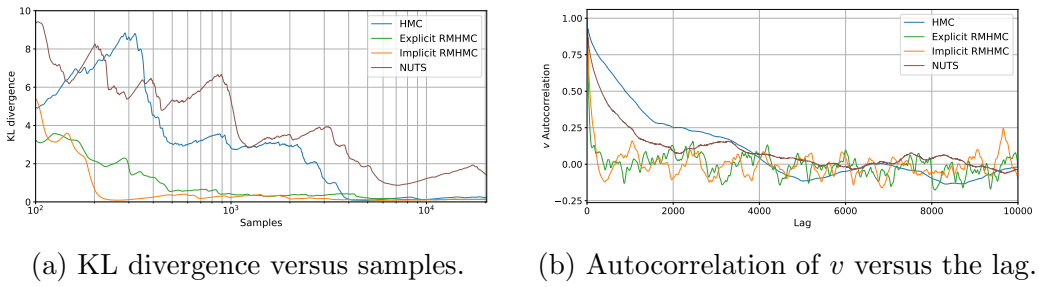 10
8
6
4
2
0
KL divergence
10²
10³
10⁴
Samples
HMC
Explicit RMHMC
Implicit RMHMC
NUTS
1.00
0.75
0.50
0.25
0.00
−0.25
v Autocorrelation
0
2000
4000
6000
8000
10000
Lag
HMC
Explicit RMHMC
Implicit RMHMC
NUTS
(a) KL divergence versus samples.
(b) Autocorrelation of v versus the lag.